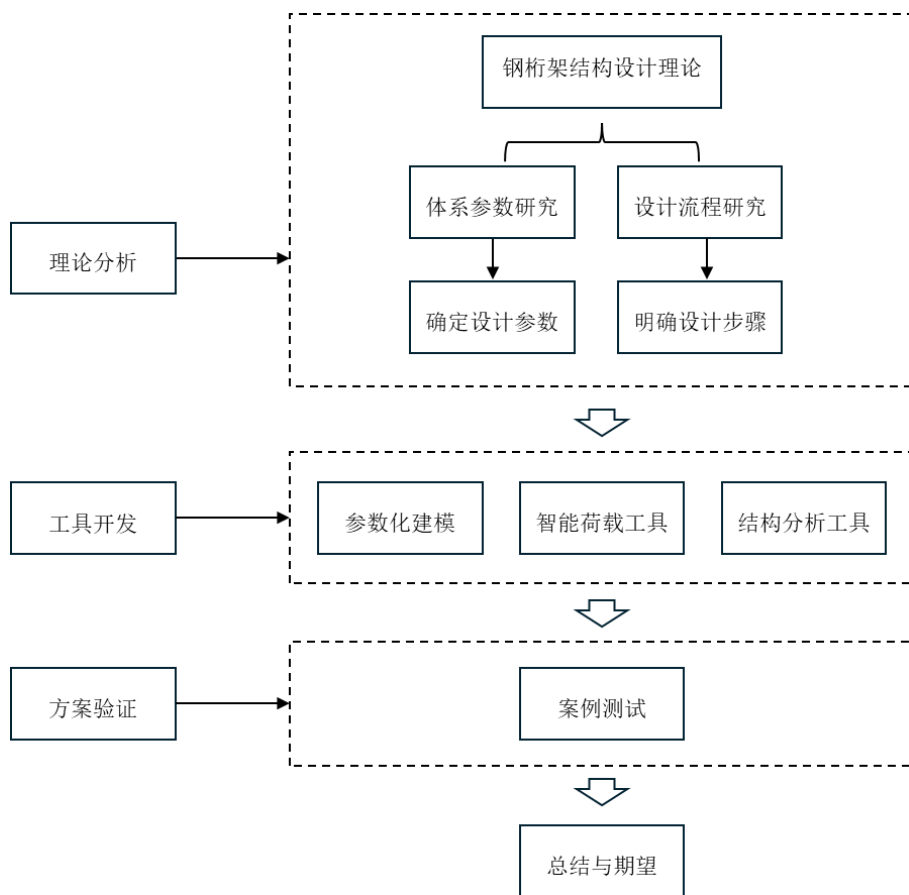 钢桁架结构设计理论
体系参数研究
设计流程研究
理论分析
确定设计参数
明确设计步骤
工具开发
参数化建模
智能荷载工具
结构分析工具
方案验证
案例测试
总结与期望